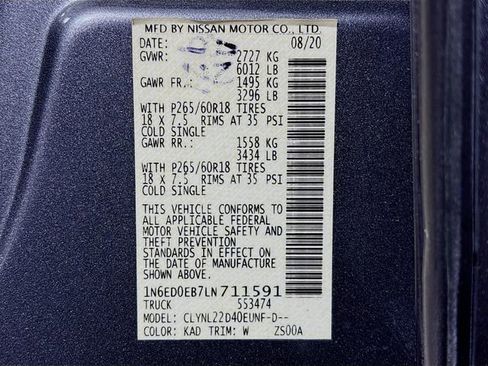 MFD BY NISSAN MOTOR CO., LTD.
DATE: 08/20
GVWR: 2727 KG
6012 LB
GAWR FR.: 1495 KG
3296 LB
WITH P265/60R18 TIRES
18 X 7.5 RIMS AT 35 PSI
COLD SINGLE
GAWR RR.: 1558 KG
3434 LB
WITH P265/60R18 TIRES
18 X 7.5 RIMS AT 35 PSI
COLD SINGLE
THIS VEHICLE CONFORMS TO
ALL APPLICABLE FEDERAL
MOTOR VEHICLE SAFETY AND
THEFT PREVENTION
STANDARDS IN EFFECT ON
THE DATE OF MANUFACTURE
SHOWN ABOVE.
1N6ED0EB7LN711591
TRUCK 553474
MODEL: CLYNL22D40EUNF-D--
COLOR: KAD TRIM: W ZS00A